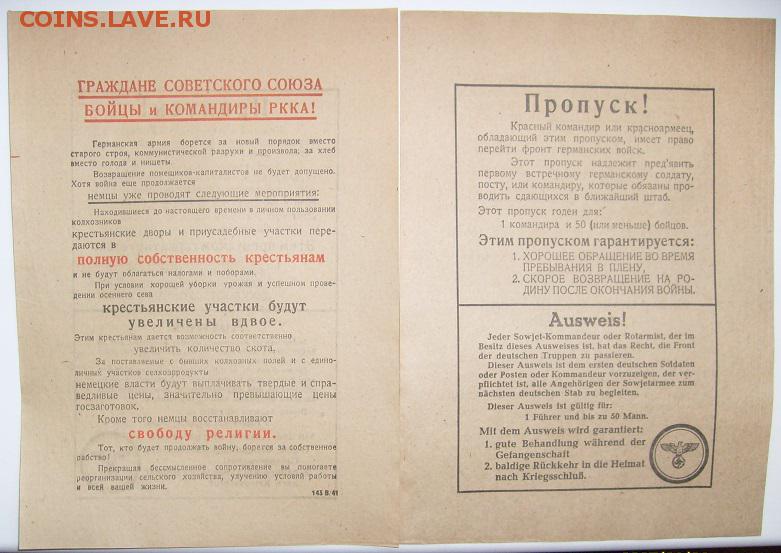 COINS.LAVE.RU
ГРАЖДАНЕ СОВЕТСКОГО СОЮЗА
БОЙЦЫ и КОМАНДИРЫ РККА!
Германская армия борется за новый порядок вместо
старого строя, коммунистической разрухи и произвола; за хлеб
вместо голода и нищеты.
Возвращение помещиков-капиталистов не будет допущено.
Хотя война еще продолжается
немцы уже проводят следующие мероприятия:
Находившиеся до настоящего времени в личном пользовании
колхозников
крестьянские дворы и приусадебные участки пере-
даются в
полную собственность крестьянам
и не будут облагаться налогами и поборами.
При условии хорошей уборки урожая и успешном прове-
дении осеннего сева
крестьянские участки будут
увеличены вдвое.
Этим крестьянам дается возможность соответственно
увеличить количество скота.
За поставляемые с бывших колхозных полей и с едино-
личных участков сельхозпродукты
немецкие власти будут выплачивать твердые и спра-
ведливые цены, значительно превышающие цены
госзаготовок.
Кроме того немцы восстанавливают
свободу религии.
Тот, кто будет продолжать войну, борется за собственное
рабство!
Прекращая бессмысленное сопротивление вы помогаете
реорганизации сельского хозяйства, улучению условий работы
и всей вашей жизни.
143 B/41
Пропуск!
Красный командир или красноармеец,
обладающий этим пропуском, имеет право
перейти фронт германских войск.
Этот пропуск надлежит пред'явить
первому встречному германскому солдату,
посту, или командиру, которые обязаны про-
водить сдающихся в ближайший штаб.
Этот пропуск годен для:
1 командира и 50 (или меньше) бойцов.
Этим пропуском гарантируется:
1. ХОРОШЕЕ ОБРАЩЕНИЕ ВО ВРЕМЯ
ПРЕБЫВАНИЯ В ПЛЕНУ,
2. СКОРОЕ ВОЗВРАЩЕНИЕ НА РО-
ДИНУ ПОСЛЕ ОКОНЧАНИЯ ВОЙНЫ.
Ausweis!
Jeder Sowjet-Kommandeur oder Rotarmist, der im
Besitz dieses Ausweises ist, hat das Recht, die Front
der deutschen Truppen zu passieren.
Dieser Ausweis ist dem ersten deutschen Soldaten
oder Posten oder Kommandeur vorzuzeigen, der ver-
pflichtet ist, alle Angehörigen der Sowjetarmee zum
nächsten deutschen Stab zu begleiten.
Dieser Ausweis ist gültig für:
1 Führer und bis zu 50 Mann.
Mit dem Ausweis wird garantiert:
1. gute Behandlung während der
Gefangenschaft
2. baldige Rückkehr in die Heimat
nach Kriegsschluß.